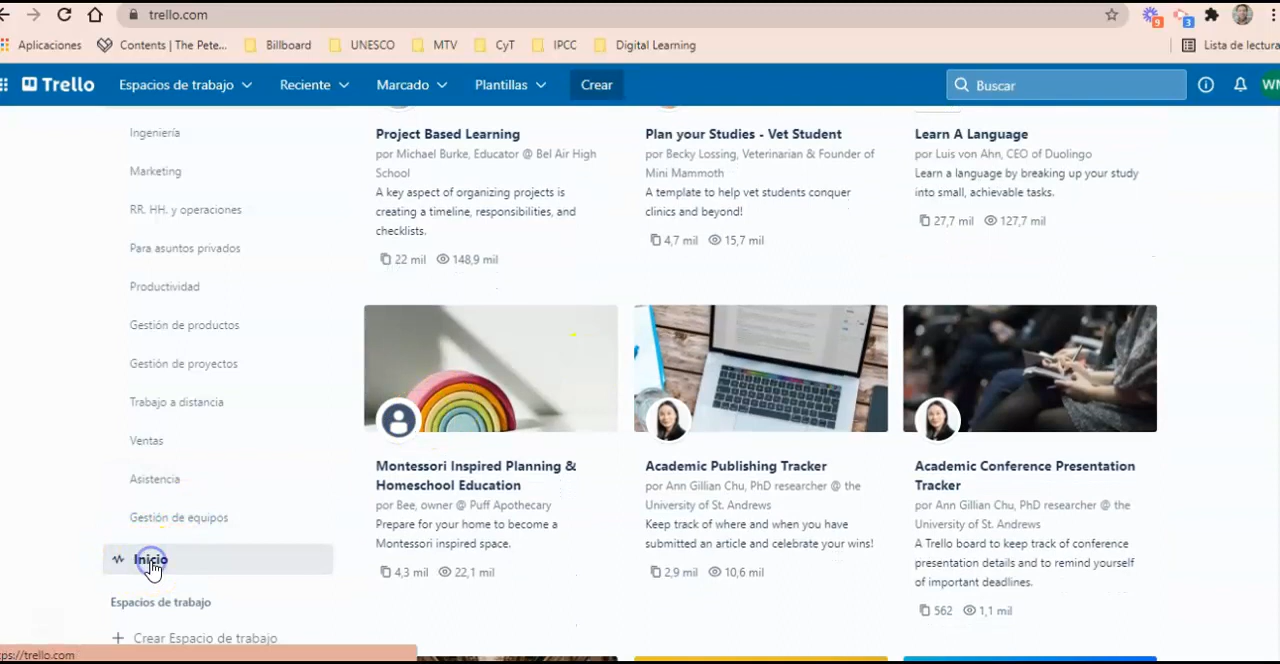 trello.com
9
3
Aplicaciones
Contents | The Pete...
Billboard
UNESCO
MTV
CyT
IPCC
Digital Learning
Lista de lectura
Trello
Espacios de trabajo
Reciente
Marcado
Plantillas
Crear
Buscar
WM
Ingeniería
Marketing
RR. HH. y operaciones
Para asuntos privados
Productividad
Gestión de productos
Gestión de proyectos
Trabajo a distancia
Ventas
Asistencia
Gestión de equipos
Inicio
Espacios de trabajo
Crear Espacio de trabajo
Project Based Learning
por Michael Burke, Educator @ Bel Air High
School
A key aspect of organizing projects is
creating a timeline, responsibilities, and
checklists.
22 mil 148,9 mil
Plan your Studies - Vet Student
por Becky Lossing, Veterinarian & Founder of
Mini Mammoth
A template to help vet students conquer
clinics and beyond!
4,7 mil 15,7 mil
Learn A Language
por Luis von Ahn, CEO of Duolingo
Learn a language by breaking up your study
into small, achievable tasks.
27,7 mil 127,7 mil
Montessori Inspired Planning &
Homeschool Education
por Bee, owner @ Puff Apothecary
Prepare for your home to become a
Montessori inspired space.
4,3 mil 22,1 mil
Academic Publishing Tracker
por Ann Gillian Chu, PhD researcher @ the
University of St. Andrews
Keep track of where and when you have
submitted an article and celebrate your wins!
2,9 mil 10,6 mil
Academic Conference Presentation
Tracker
por Ann Gillian Chu, PhD researcher @ the
University of St. Andrews
A Trello board to keep track of conference
presentation details and to remind yourself
of important deadlines.
562 1,1 mil
tps://trello.com